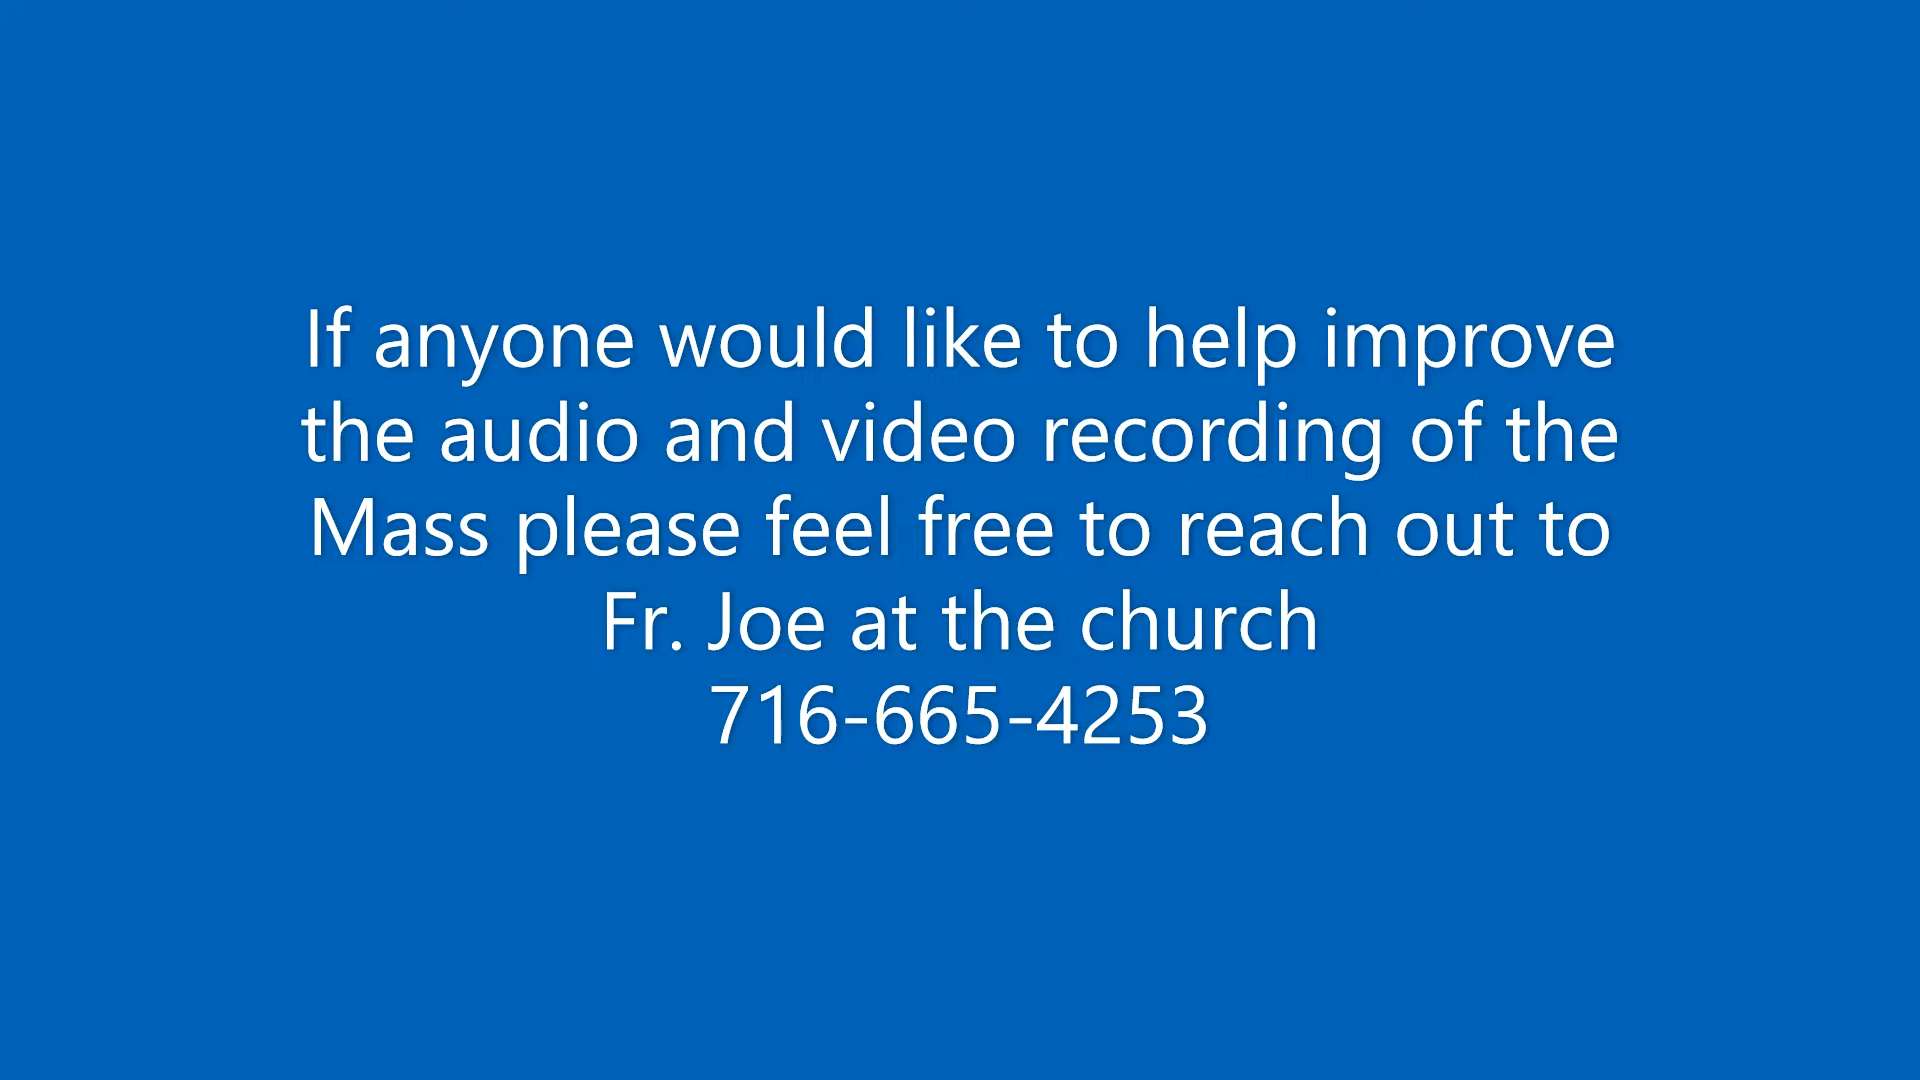 If anyone would like to help improve
the audio and video recording of the
Mass please feel free to reach out to
Fr. Joe at the church
716-665-4253